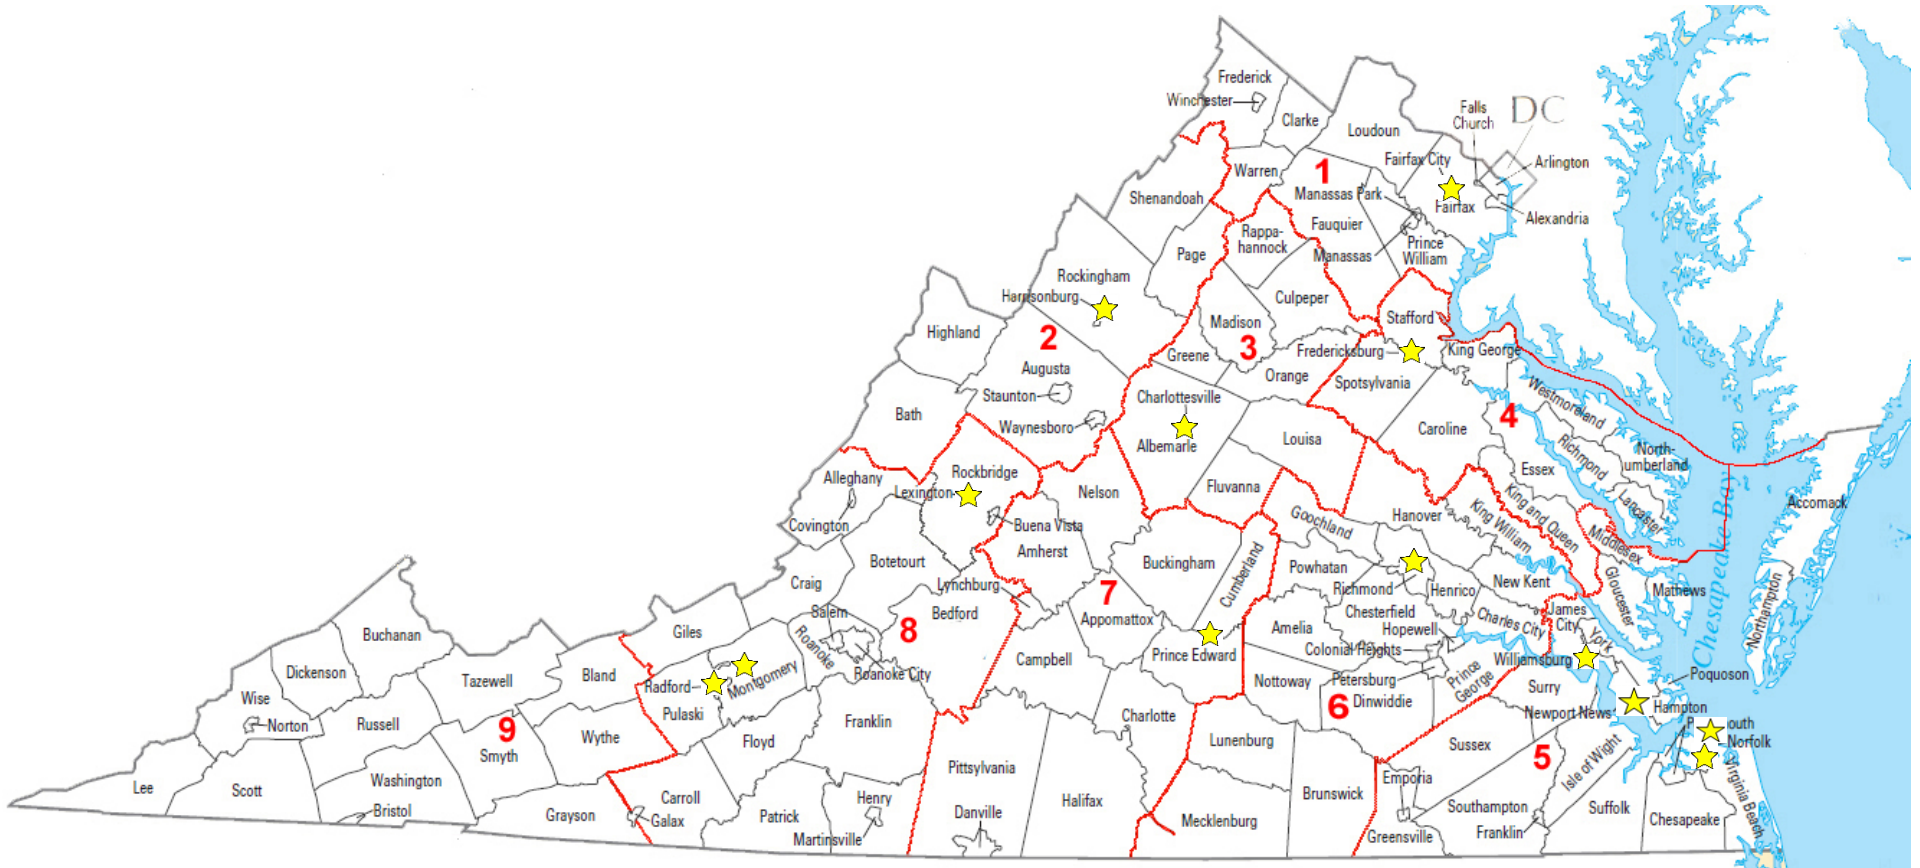 Frederick
Winchester
Clarke
Loudoun
Falls
Church
DC
Fairfax City
Arlington
Warren
1
Manassas Park
Fairfax
Alexandria
Shenandoah
Fauquier
Rappa-
hannock
Prince
William
Manassas
Page
Rockingham
Harrisonburg
Culpeper
Highland
Madison
Stafford
2
3
Greene
Fredericksburg
King George
Augusta
Orange
Spotsylvania
Staunton
Charlottesville
Westmoreland
Bath
4
Waynesboro
Albemarle
Louisa
Caroline
Richmond
North-
umberland
Rockbridge
Essex
Alleghany
Lexington
Nelson
Fluvanna
Lancaster
Accomack
Covington
Buena Vista
Goochland
Hanover
King and Queen
King William
Middlesex
Amherst
Botetourt
Buckingham
Cumberland
Powhatan
Chesapeake Bay
Craig
Lynchburg
7
Richmond
Henrico
New Kent
Gloucester
Mathews
Northampton
Salem
Bedford
Appomattox
Chesterfield
Hopewell
Charles City
James
City
Buchanan
Giles
8
Amelia
Colonial Heights
York
Roanoke
Campbell
Prince Edward
Williamsburg
Dickenson
Tazewell
Bland
Radford
Montgomery
Roanoke City
Nottoway
Petersburg
Prince
George
Poquoson
Wise
Dinwiddie
Surry
Norton
Russell
9
Pulaski
Franklin
Charlotte
6
Newport News
Hampton
Smyth
Wythe
Floyd
Lunenburg
Sussex
5
Isle of Wight
P
outh
Norfolk
Lee
Scott
Washington
Pittsylvania
Halifax
Brunswick
Emporia
Virginia Beach
Bristol
Grayson
Carroll
Galax
Patrick
Henry
Martinsville
Danville
Mecklenburg
Southampton
Suffolk
Chesapeake
Greensville
Franklin